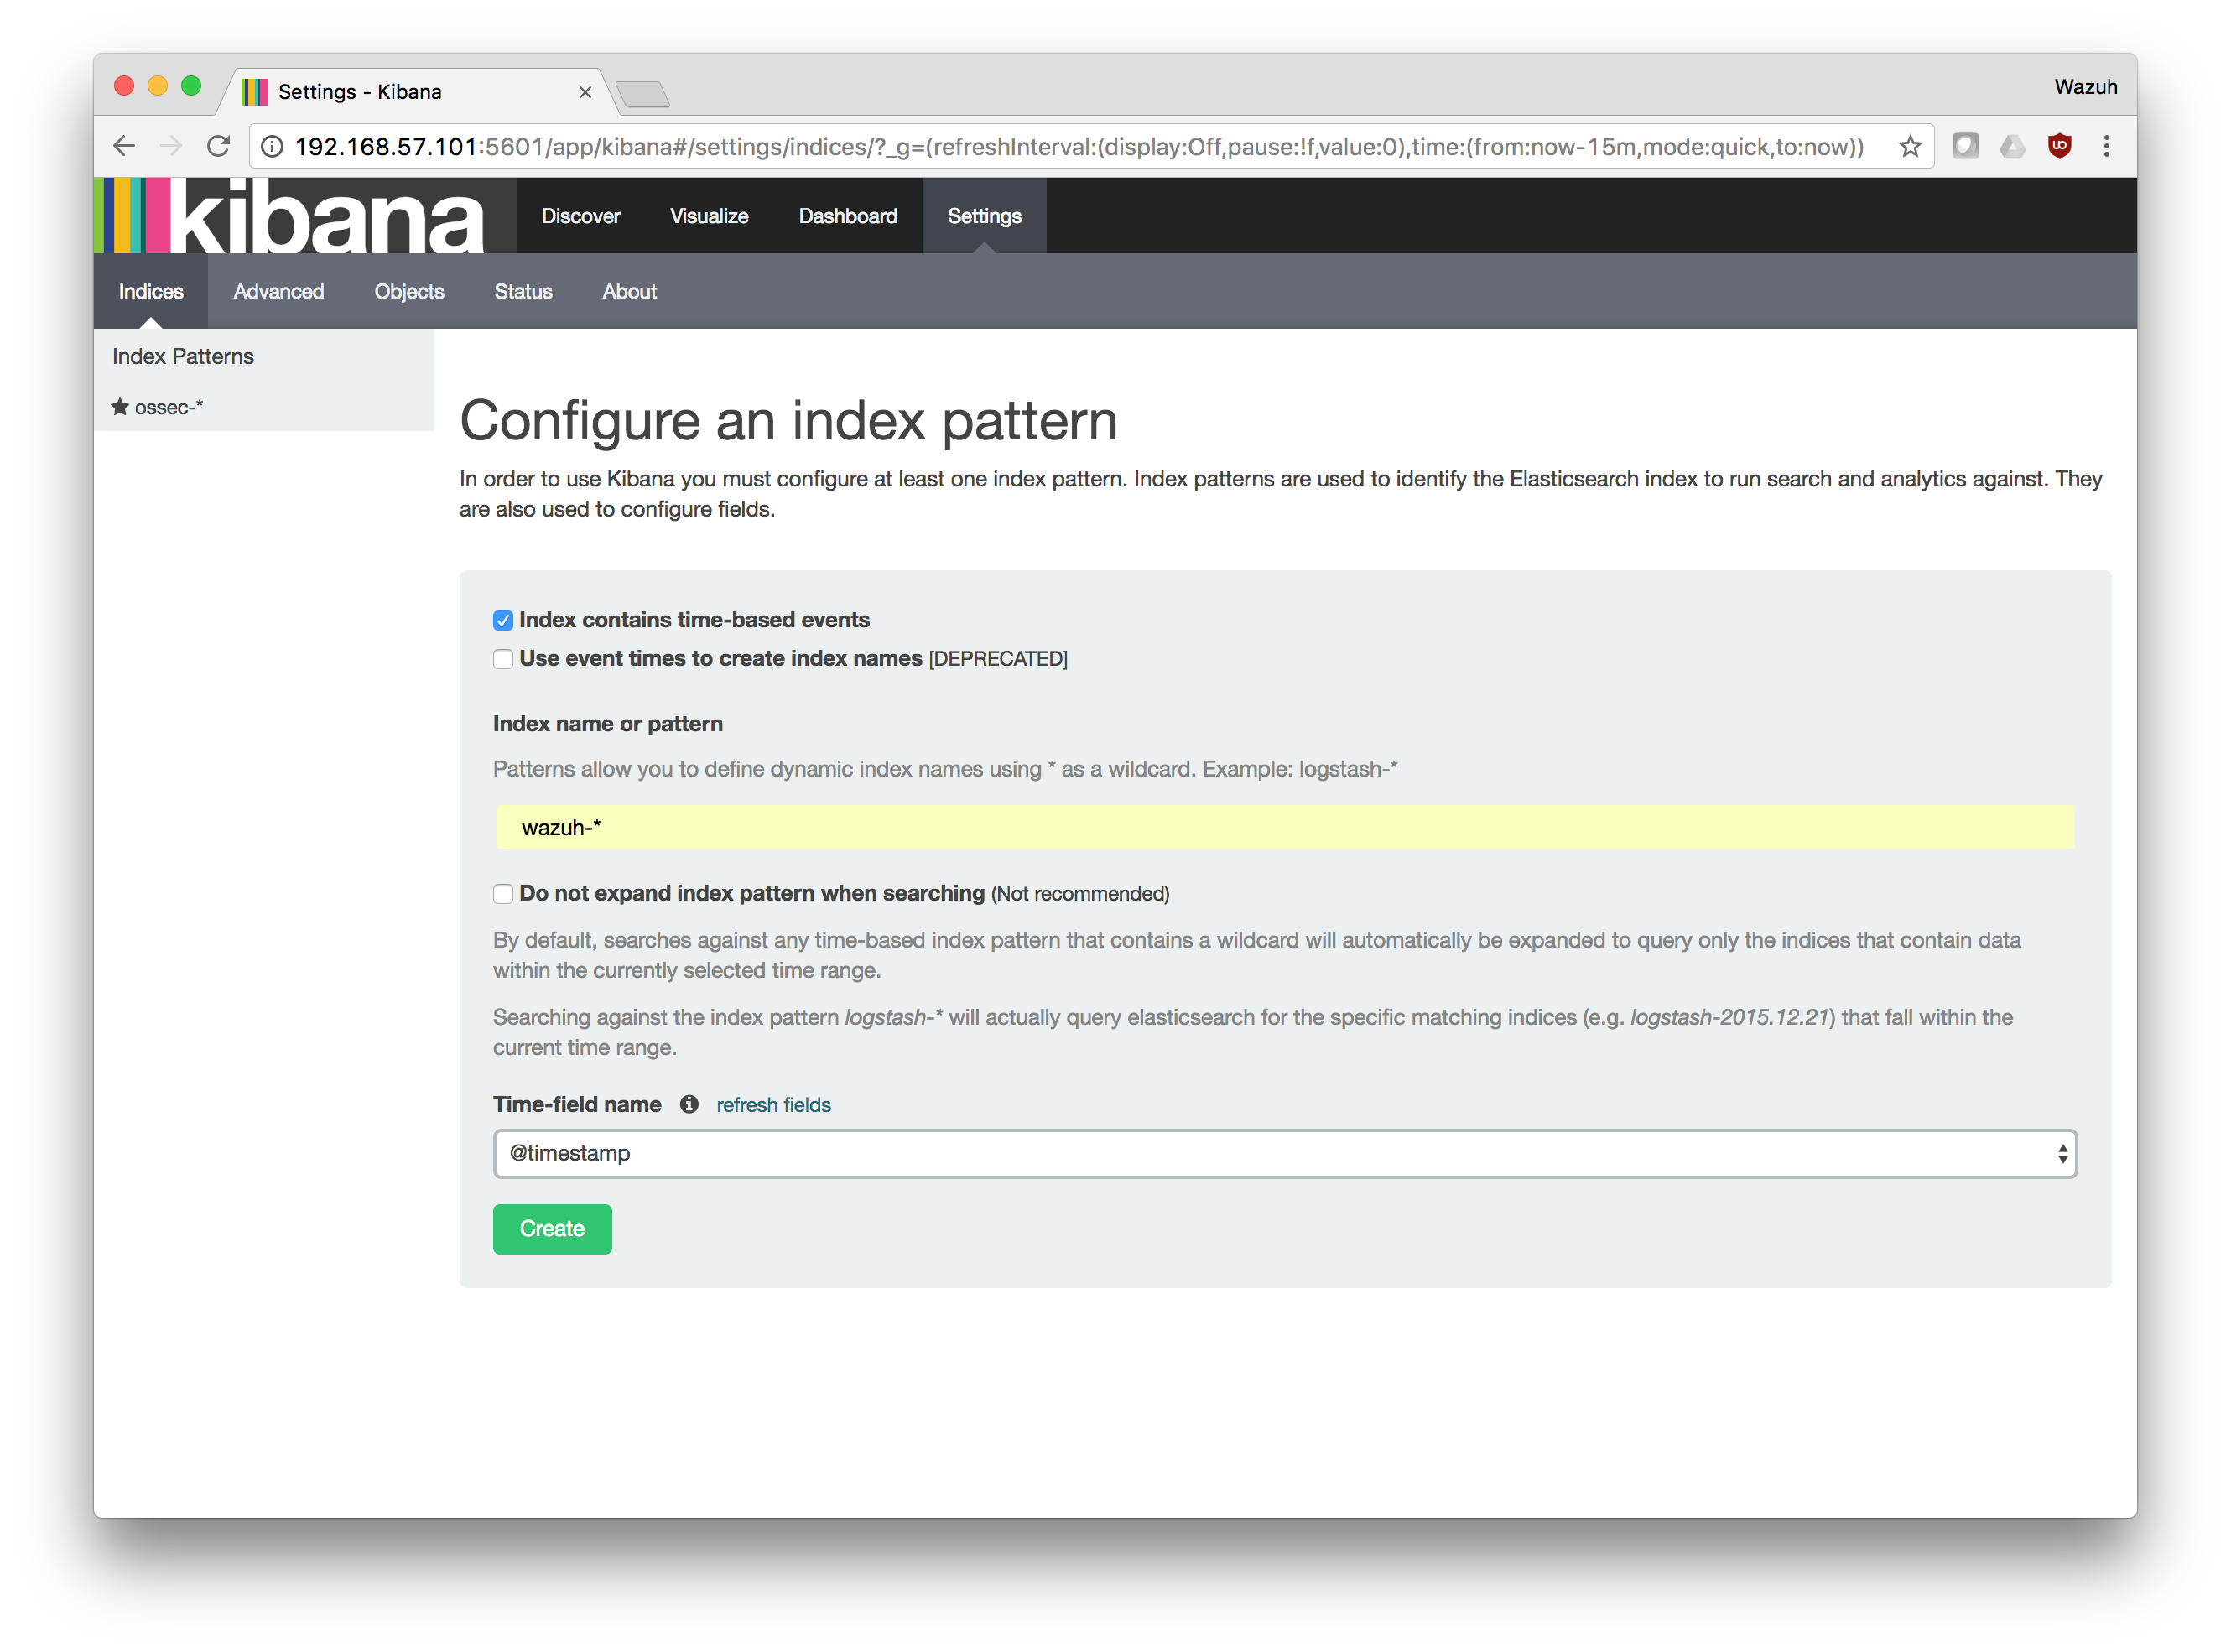 Settings - Kibana
Wazuh
192.168.57.101:5601/app/kibana#/settings/indices/?_g=(refreshInterval:(display:Off,pause:!f,value:0),time:(from:now-15m,mode:quick,to:now))
kibana Discover Visualize Dashboard Settings
Indices Advanced Objects Status About
Index Patterns
ossec-*
Configure an index pattern
In order to use Kibana you must configure at least one index pattern. Index patterns are used to identify the Elasticsearch index to run search and analytics against. They
are also used to configure fields.
Index contains time-based events
Use event times to create index names [DEPRECATED]
Index name or pattern
Patterns allow you to define dynamic index names using * as a wildcard. Example: logstash-*
wazuh-*
Do not expand index pattern when searching (Not recommended)
By default, searches against any time-based index pattern that contains a wildcard will automatically be expanded to query only the indices that contain data
within the currently selected time range.
Searching against the index pattern logstash-* will actually query elasticsearch for the specific matching indices (e.g. logstash-2015.12.21) that fall within the
current time range.
Time-field name refresh fields
@timestamp
Create